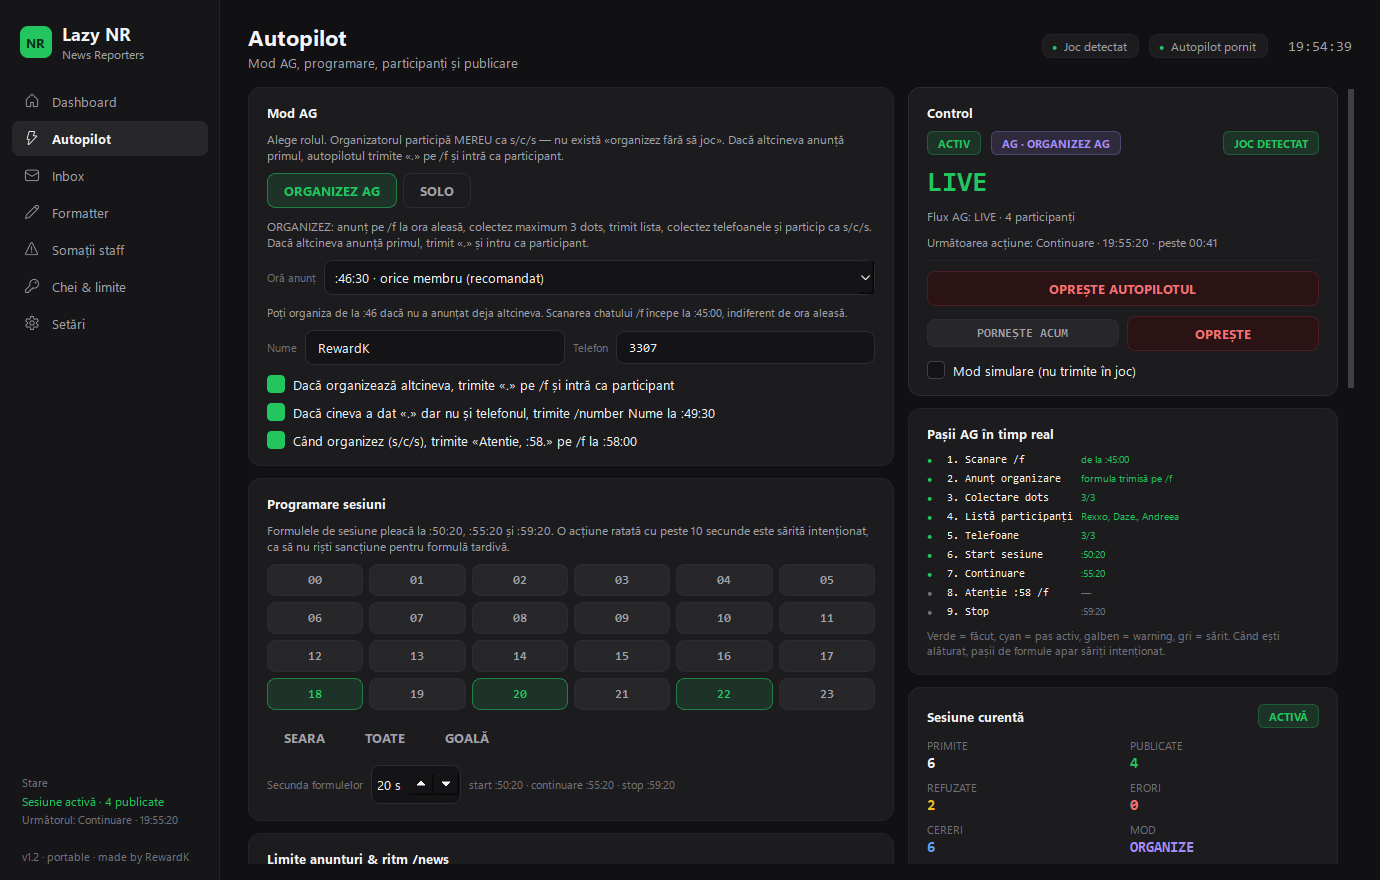 NR
Lazy NR
News Reporters
Dashboard
Autopilot
Inbox
Formatter
Somații staff
Chei & limite
Setări
Stare
Sesiune activă · 4 publicate
Următorul: Continuare · 19:55:20
v1.2 · portable · made by RewardK
Autopilot
Mod AG, programare, participanți și publicare
Joc detectat
Autopilot pornit
19:54:39
Mod AG
Alege rolul. Organizatorul participă MEREU ca s/c/s — nu există «organizez fără să joc». Dacă altcineva anunță
primul, autopilotul trimite «.» pe /f și intră ca participant.
ORGANIZEZ AG
SOLO
ORGANIZEZ: anunț pe /f la ora aleasă, colectez maximum 3 dots, trimit lista, colectez telefoanele și particip ca s/c/s.
Dacă altcineva anunță primul, trimit «.» și intru ca participant.
Oră anunț
:46:30 · orice membru (recomandat)
Poți organiza de la :46 dacă nu a anunțat deja altcineva. Scanarea chatului /f începe la :45:00, indiferent de ora aleasă.
Nume
RewardK
Telefon
3307
Dacă organizează altcineva, trimite «.» pe /f și intră ca participant
Dacă cineva a dat «.» dar nu și telefonul, trimite /number Nume la :49:30
Când organizez (s/c/s), trimite «Atentie, :58.» pe /f la :58:00
Programare sesiuni
Formulele de sesiune pleacă la :50:20, :55:20 și :59:20. O acțiune ratată cu peste 10 secunde este sărită intenționat,
ca să nu riști sancțiune pentru formulă tardivă.
00 01 02 03 04 05
06 07 08 09 10 11
12 13 14 15 16 17
18 19 20 21 22 23
SEARA TOATE GOALĂ
Secunda formulelor
20 s
start :50:20 · continuare :55:20 · stop :59:20
Limite anunțuri & ritm /news
Control
ACTIV
AG · ORGANIZEZ AG
JOC DETECTAT
LIVE
Flux AG: LIVE · 4 participanți
Următoarea acțiune: Continuare · 19:55:20 · peste 00:41
OPREȘTE AUTOPILOTUL
PORNEȘTE ACUM
OPREȘTE
Mod simulare (nu trimite în joc)
Pașii AG în timp real
1. Scanare /f de la :45:00
2. Anunț organizare formula trimisă pe /f
3. Colectare dots 3/3
4. Listă participanți Rexxo, Daze., Andreea
5. Telefoane 3/3
6. Start sesiune :50:20
7. Continuare :55:20
8. Atenție :58 /f —
9. Stop :59:20
Verde = făcut, cyan = pas activ, galben = warning, gri = sărit. Când ești
alăturat, pașii de formule apar săriți intenționat.
Sesiune curentă
ACTIVĂ
PRIMITE
6
PUBLICATE
4
REFUZATE
2
ERORI
0
CERERI
6
MOD
ORGANIZE